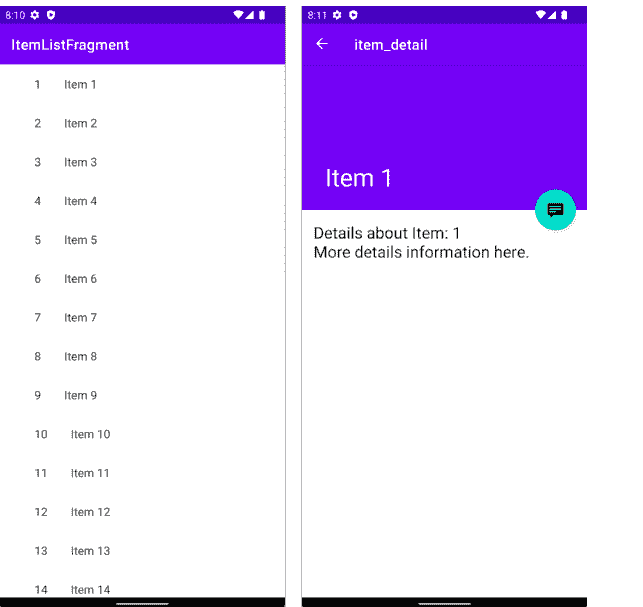 8:10
ItemListFragment
1 Item 1
2 Item 2
3 Item 3
4 Item 4
5 Item 5
6 Item 6
7 Item 7
8 Item 8
9 Item 9
10 Item 10
11 Item 11
12 Item 12
13 Item 13
14 Item 14
8:11
item_detail
Item 1
Details about Item: 1
More details information here.